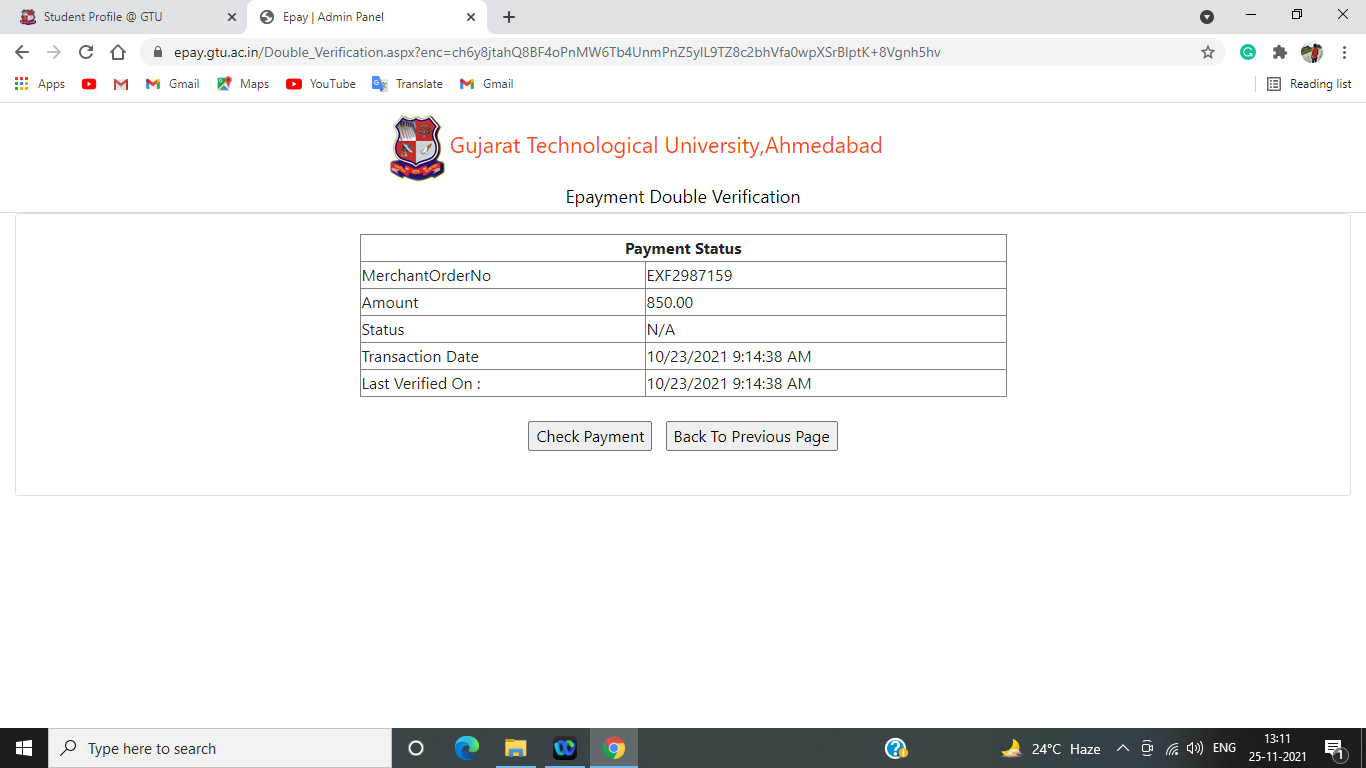 Student Profile @ GTU
Epay | Admin Panel
epay.gtu.ac.in/Double_Verification.aspx?enc=ch6y8jtahQ8BF4oPnMW6Tb4UnmPnZ5yIL9TZ8c2bhVfa0wpXSrBlptK+8Vgnh5hv
Apps Gmail Maps YouTube Translate Gmail Reading list
Gujarat Technological University,Ahmedabad
Epayment Double Verification
Payment Status
MerchantOrderNo EXF2987159
Amount 850.00
Status N/A
Transaction Date 10/23/2021 9:14:38 AM
Last Verified On : 10/23/2021 9:14:38 AM
Check Payment Back To Previous Page
Type here to search
24°C Haze
ENG
13:11
25-11-2021
1